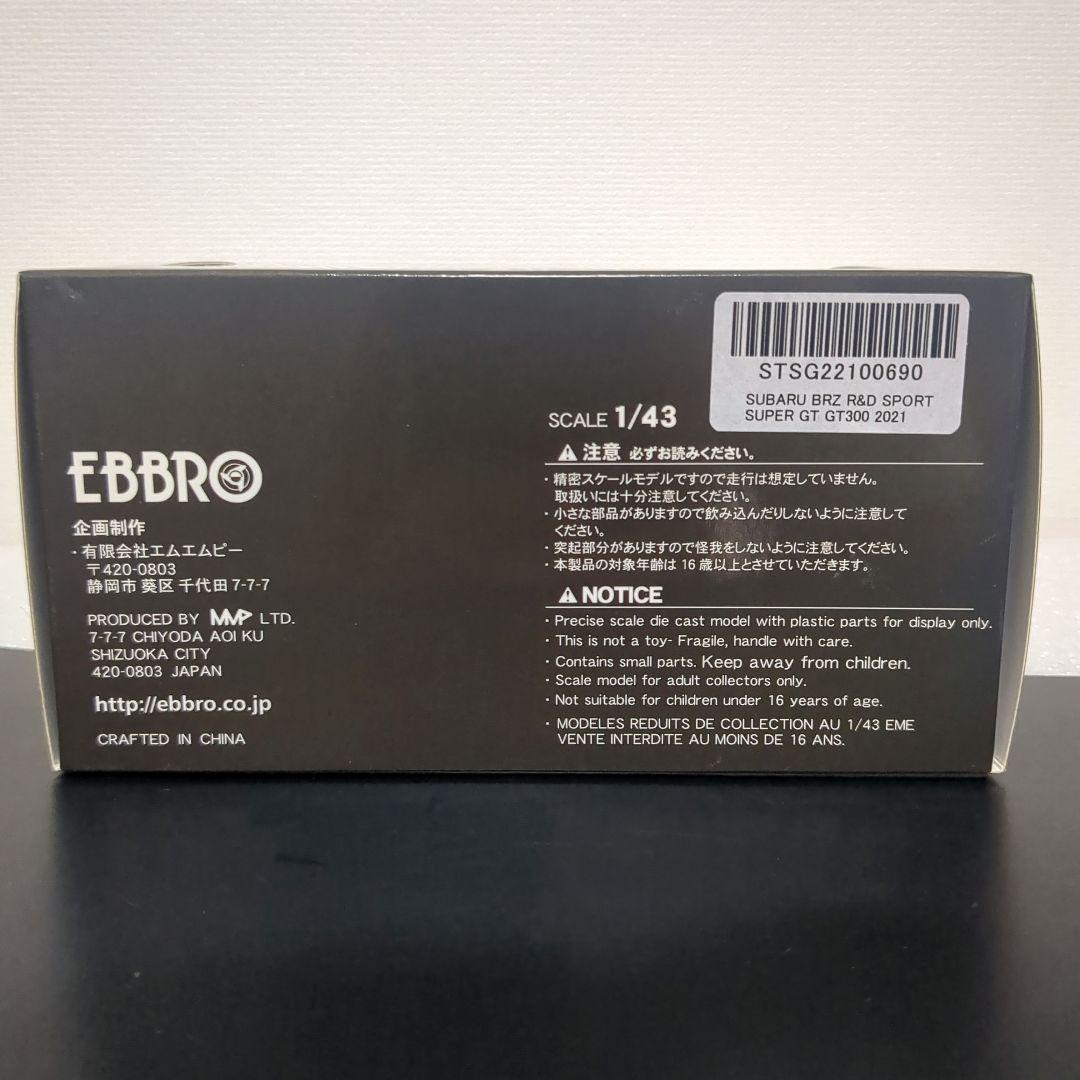 STSG22100690
SUBARU BRZ R&D SPORT
SUPER GT GT300 2021
EBBRO
企画制作
・有限会社エムエムピー
〒420-0803
静岡市 葵区 千代田 7-7-7
PRODUCED BY MMP LTD.
7-7-7 CHIYODA AOI KU
SHIZUOKA CITY
420-0803 JAPAN
http://ebbro.co.jp
CRAFTED IN CHINA
SCALE 1/43
⚠ 注意 必ずお読みください。
・精密スケールモデルですので走行は想定していません。
取扱いには十分注意してください。
・小さな部品がありますので飲み込んだりしないように注意して
ください。
・突起部分がありますので怪我をしないように注意してください。
・本製品の対象年齢は 16 歳以上とさせていただきます。
⚠ NOTICE
・Precise scale die cast model with plastic parts for display only.
・This is not a toy- Fragile, handle with care.
・Contains small parts. Keep away from children.
・Scale model for adult collectors only.
・Not suitable for children under 16 years of age.
・MODELES REDUITS DE COLLECTION AU 1/43 EME
VENTE INTERDITE AU MOINS DE 16 ANS.